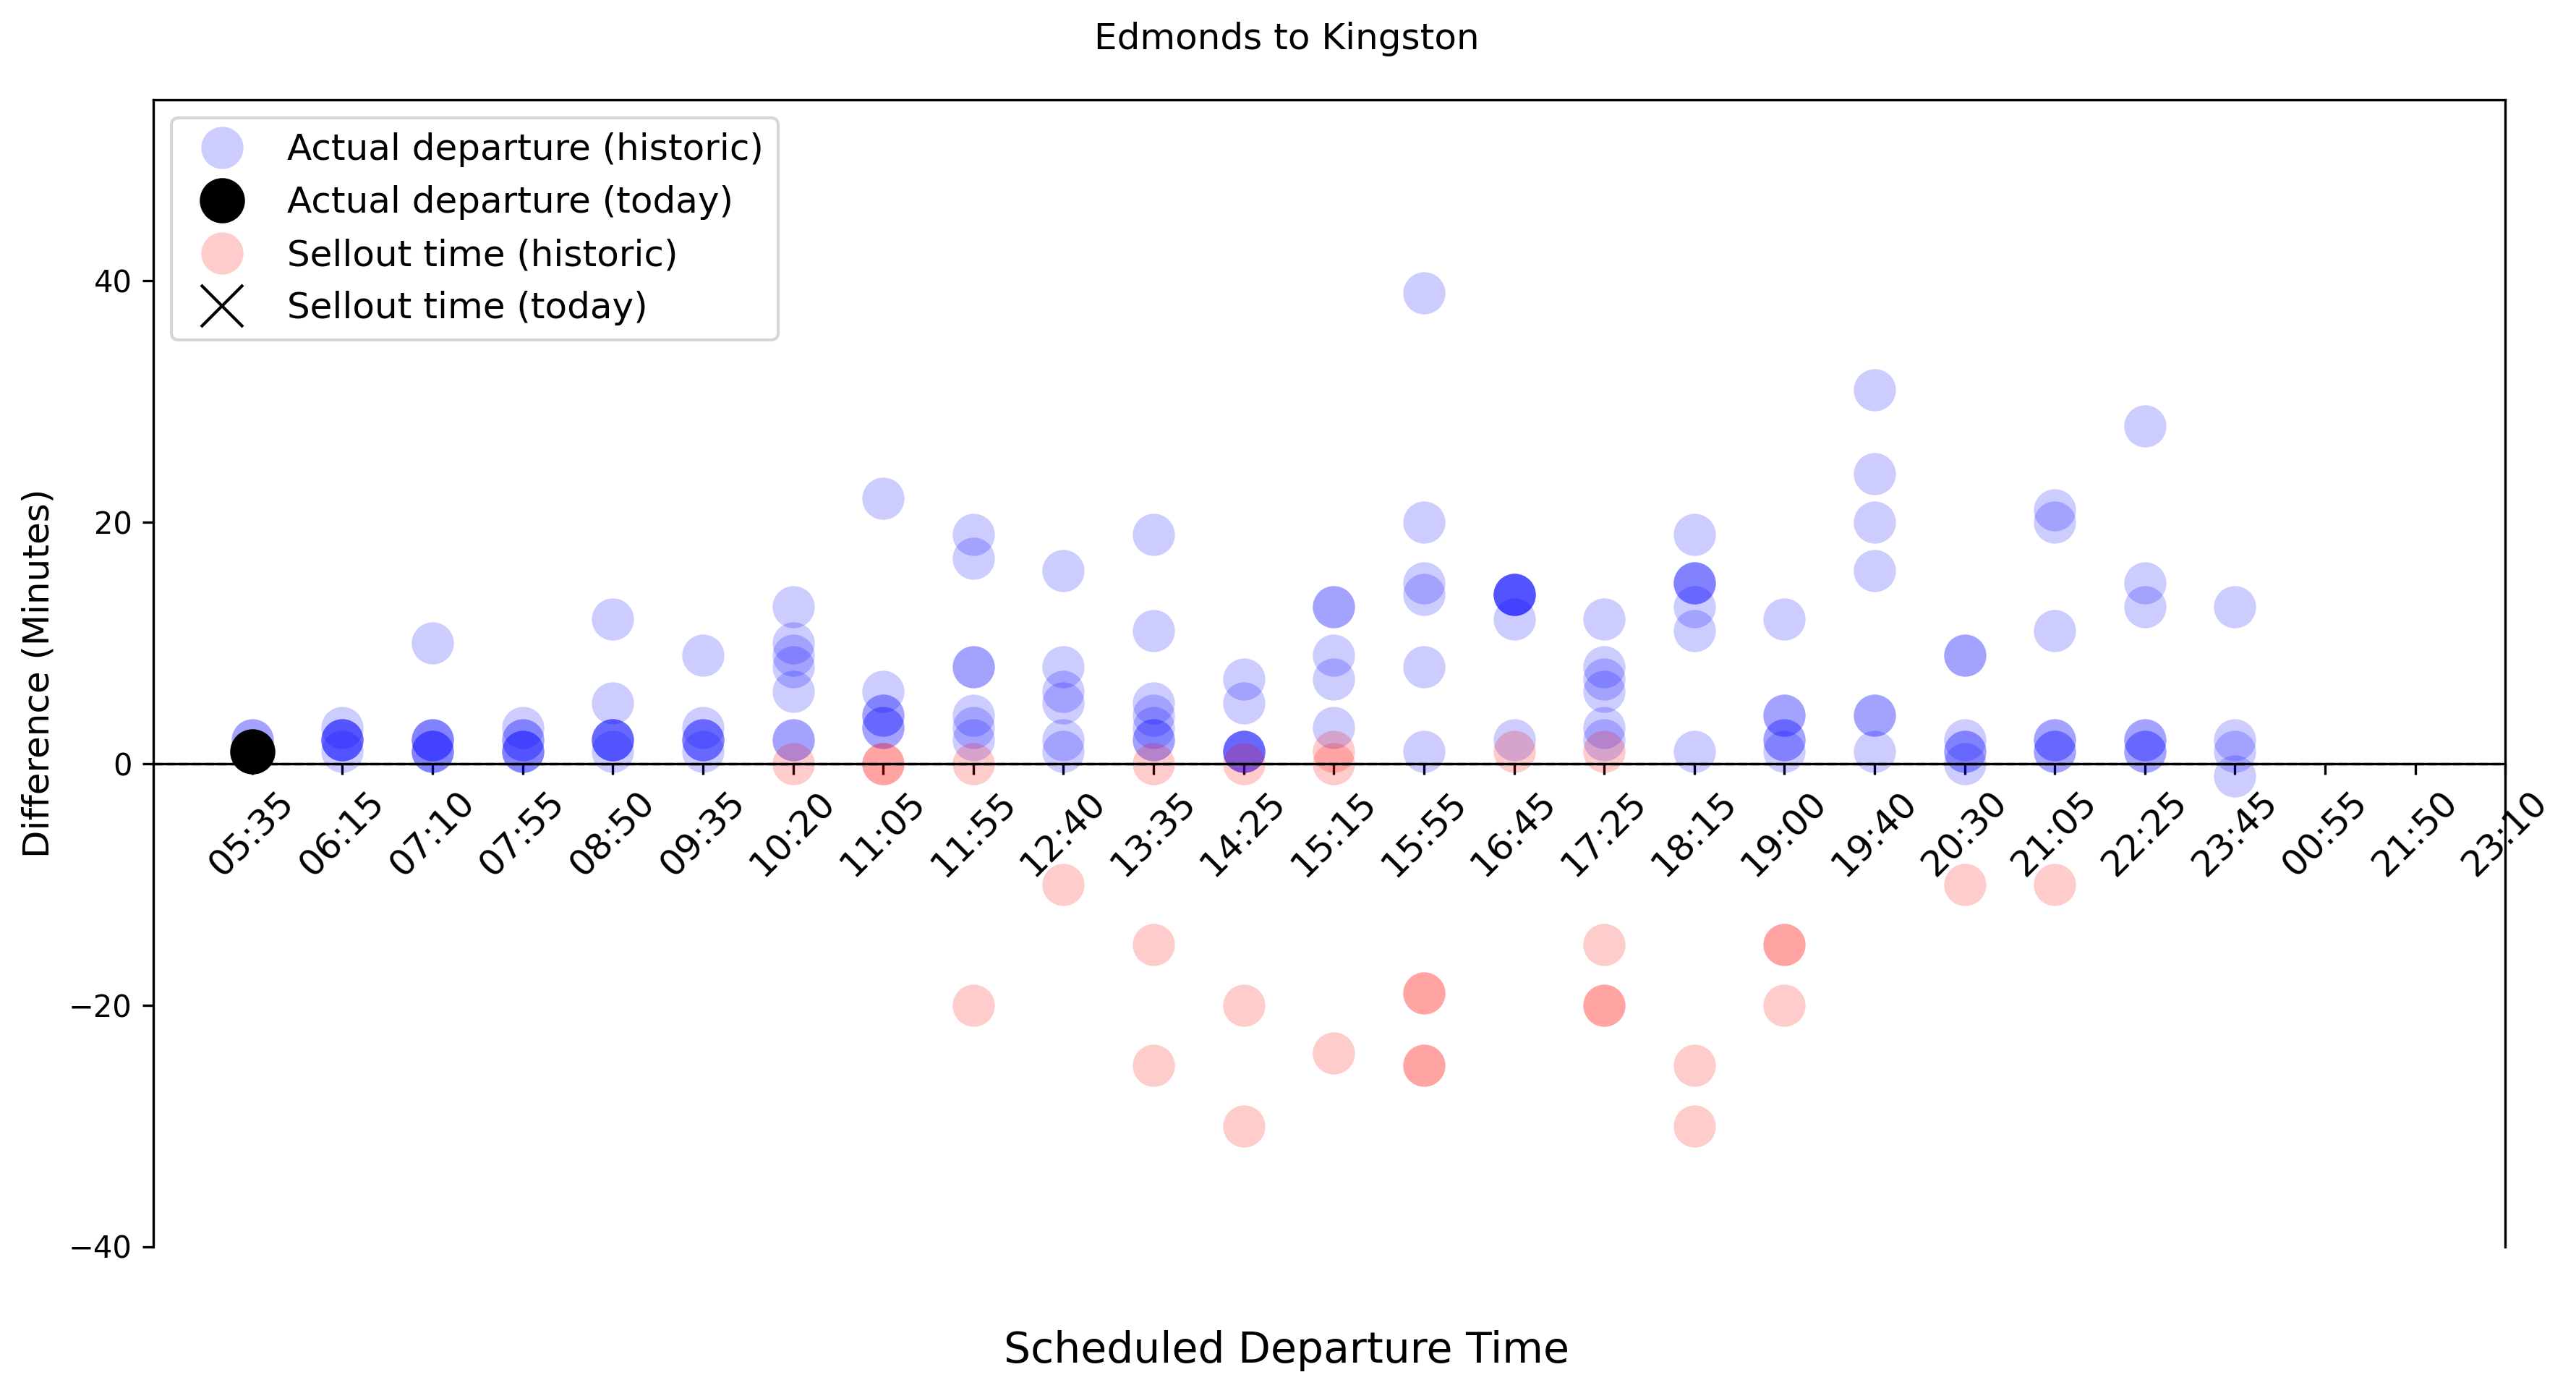 Edmonds to Kingston
Actual departure (historic)
Actual departure (today)
Sellout time (historic)
Sellout time (today)
Difference (Minutes)
40
20
0
−20
−40
05:35 06:15 07:10 07:55 08:50 09:35 10:20 11:05 11:55 12:40 13:35 14:25 15:15 15:55 16:45 17:25 18:15 19:00 19:40 20:30 21:05 22:25 23:45 00:55 21:50 23:10
Scheduled Departure Time